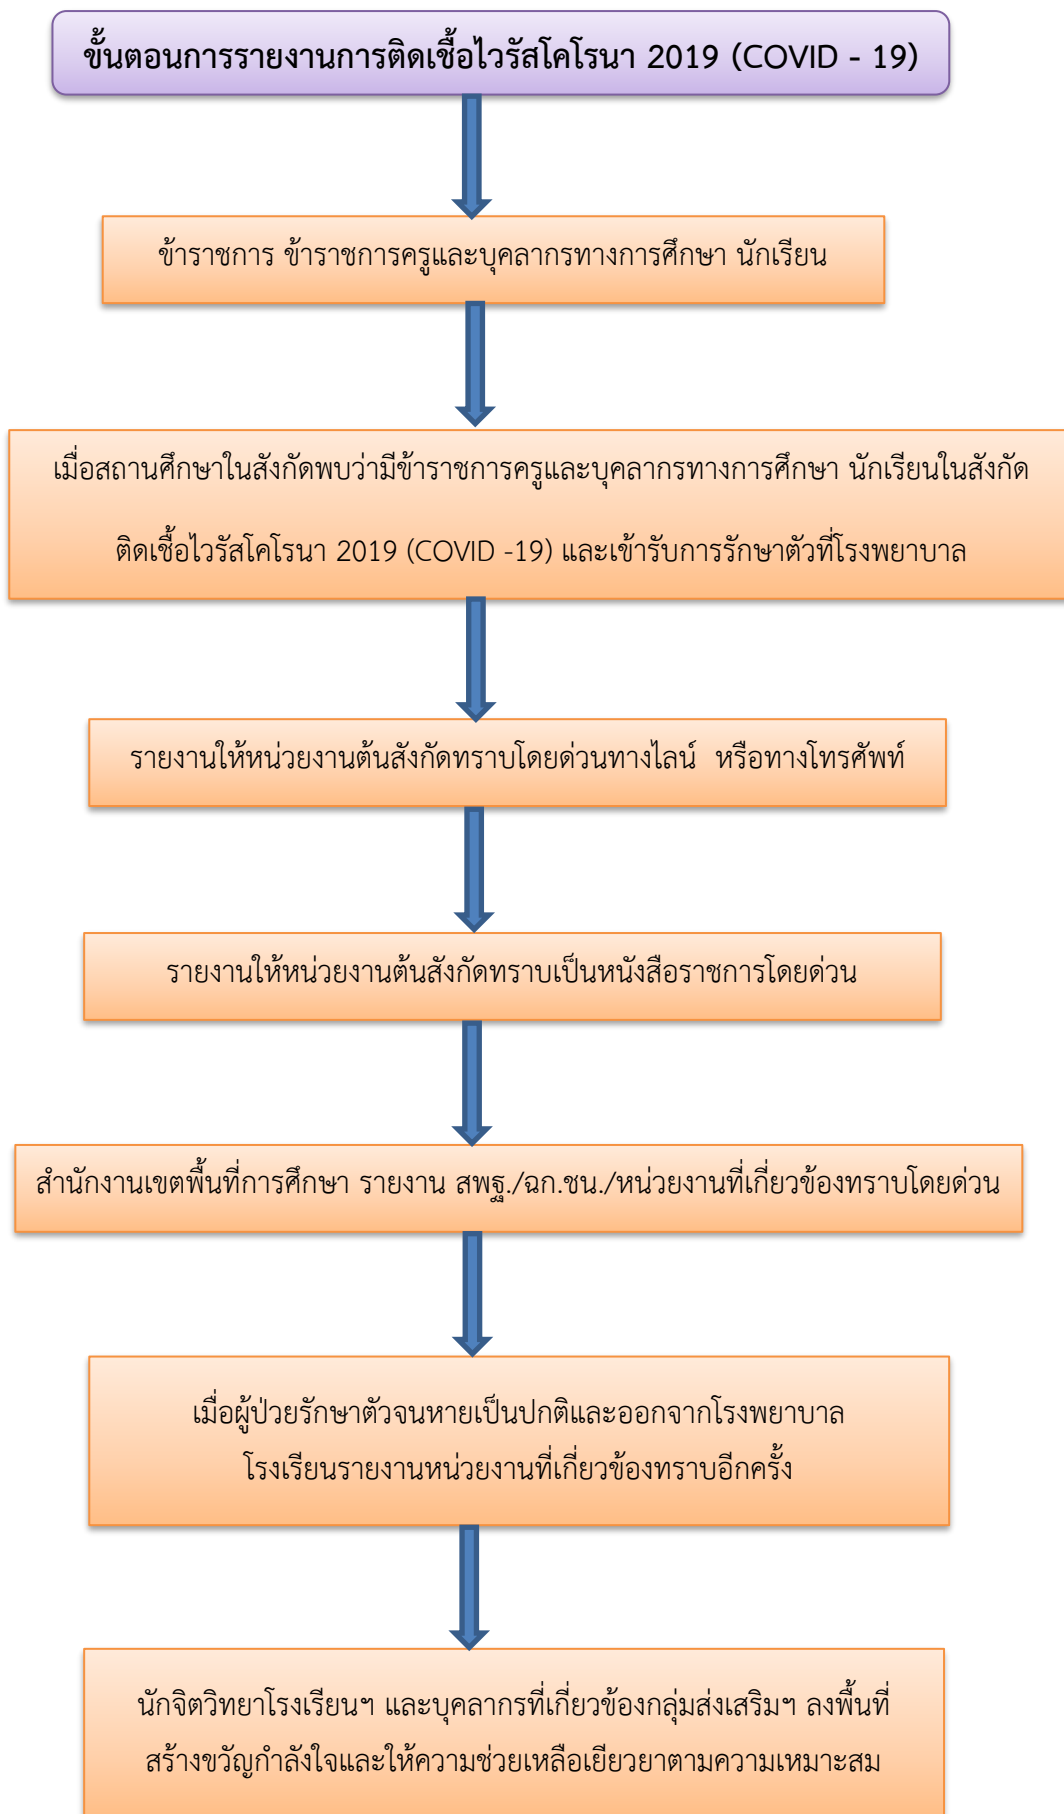 ขั้นตอนการรายงานการติดเชื้อไวรัสโคโรนา 2019 (COVID - 19)
ข้าราชการ ข้าราชการครูและบุคลากรทางการศึกษา นักเรียน
เมื่อสถานศึกษาในสังกัดพบว่ามีข้าราชการครูและบุคลากรทางการศึกษา นักเรียนในสังกัด
ติดเชื้อไวรัสโคโรนา 2019 (COVID -19) และเข้ารับการรักษาตัวที่โรงพยาบาล
รายงานให้หน่วยงานต้นสังกัดทราบโดยด่วนทางไลน์ หรือทางโทรศัพท์
รายงานให้หน่วยงานต้นสังกัดทราบเป็นหนังสือราชการโดยด่วน
สำนักงานเขตพื้นที่การศึกษา รายงาน สพฐ./ฉก.ชน./หน่วยงานที่เกี่ยวข้องทราบโดยด่วน
เมื่อผู้ป่วยรักษาตัวจนหายเป็นปกติและออกจากโรงพยาบาล
โรงเรียนรายงานหน่วยงานที่เกี่ยวข้องทราบอีกครั้ง
นักจิตวิทยาโรงเรียนฯ และบุคลากรที่เกี่ยวข้องกลุ่มส่งเสริมฯ ลงพื้นที่
สร้างขวัญกำลังใจและให้ความช่วยเหลือเยียวยาตามความเหมาะสม